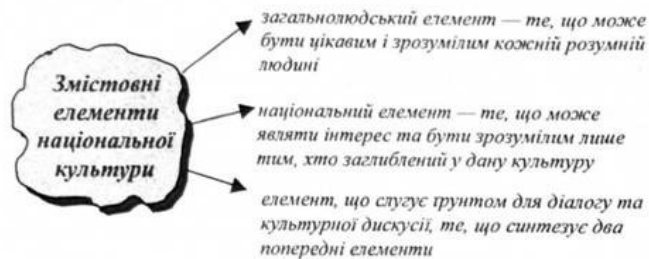 Змістовні
елементи
національної
культури
загальнолюдський елемент — те, що може
бути цікавим і зрозумілим кожній розумній
людині
національний елемент — те, що може
являти інтерес та бути зрозумілим лише
тим, хто заглиблений у дану культуру
елемент, що слугує ґрунтом для діалогу та
культурної дискусії, те, що синтезує два
попередні елементи